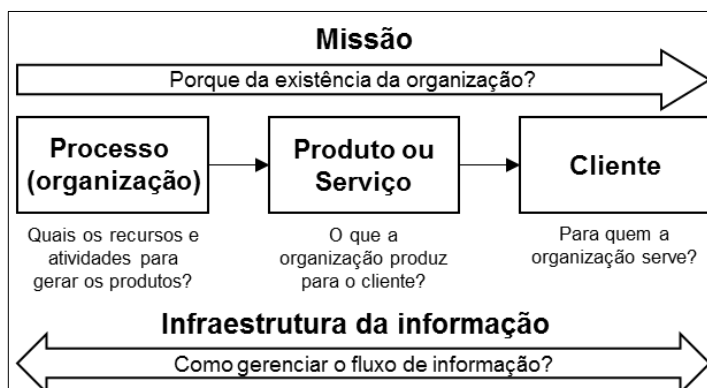 Missão
Porque da existência da organização?
Processo
(organização)
Produto ou
Serviço
Cliente
Quais os recursos e
atividades para
gerar os produtos?
O que a
organização produz
para o cliente?
Para quem a
organização serve?
Infraestrutura da informação
Como gerenciar o fluxo de informação?